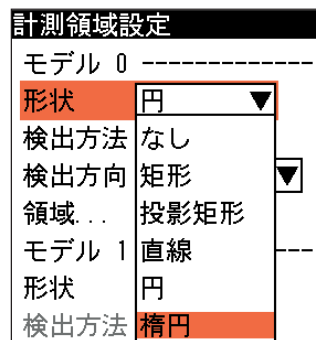 計測領域設定
モデル 0 -------------
形状 円 ▼
検出方法 なし
検出方向 矩形 ▼
領域... 投影矩形
モデル 1 直線 ---
形状 円
検出方法 楕円